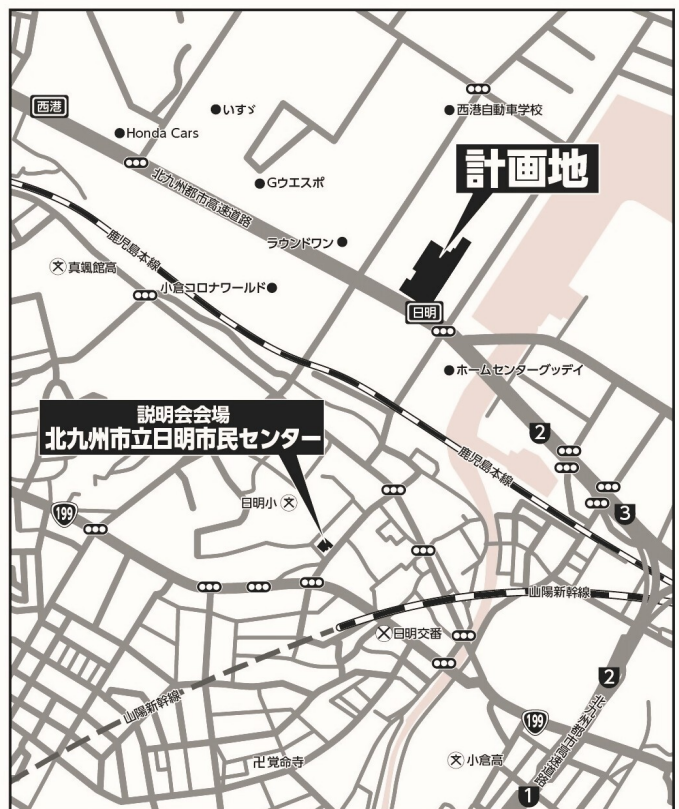 西港
いすゞ
西港自動車学校
Honda Cars
計画地
北九州都市高速道路
Gウエスポ
ラウンドワン
鹿児島本線
真颯館高
小倉コロナワールド
日明
ホームセンターグッデイ
説明会会場
北九州市立日明市民センター
2
鹿児島本線
日明小
199
3
山陽新幹線
日明交番
2
山陽新幹線
199
北九州都市高速道路
覚命寺
小倉高
1